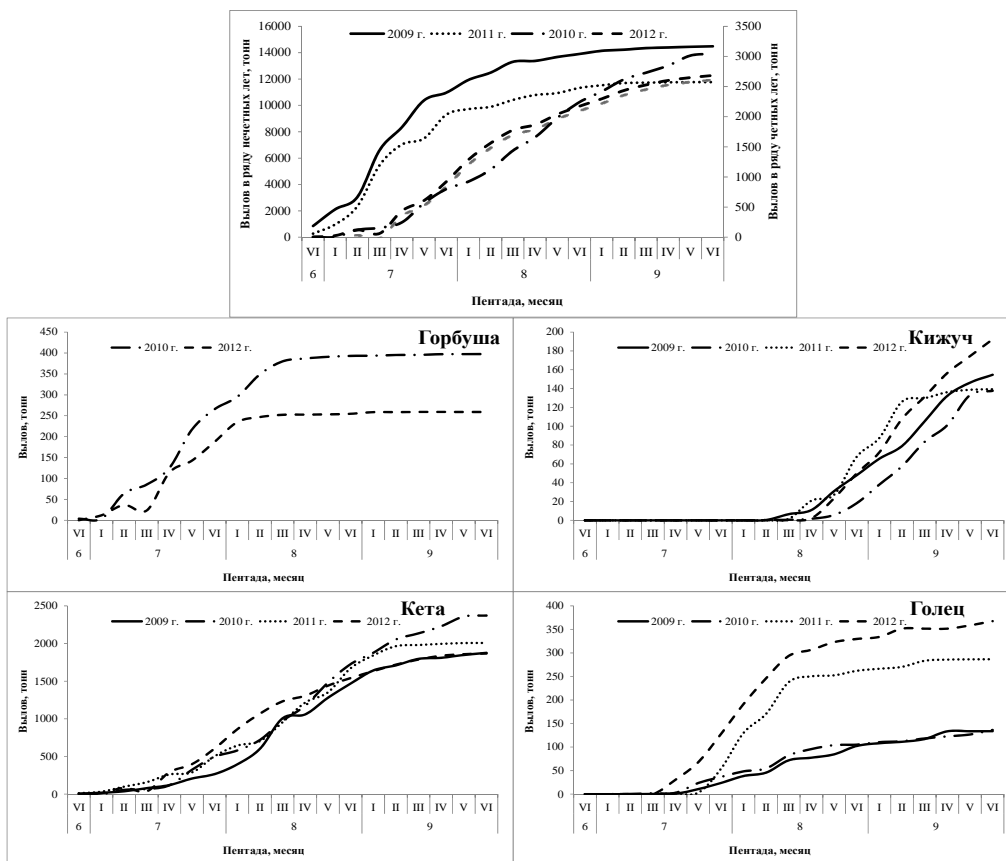 2009 г. 2011 г. 2010 г. 2012 г.
Вылов в ряду нечетных лет, тонн
16000
14000
12000
10000
8000
6000
4000
2000
0
3500
3000
2500
2000
1500
1000
500
0
Вылов в ряду четных лет, тонн
VI I II III IV V VI I II III IV V VI I II III IV V VI
6 7 8 9
Пентада, месяц
Горбуша
2010 г. 2012 г.
Вылов, тонн
450
400
350
300
250
200
150
100
50
0
VI I II III IV V VI I II III IV V VI I II III IV V VI
6 7 8 9
Пентада, месяц
Кижуч
2009 г. 2010 г. 2011 г. 2012 г.
Вылов, тонн
200
180
160
140
120
100
80
60
40
20
0
VI I II III IV V VI I II III IV V VI I II III IV V VI
6 7 8 9
Пентада, месяц
Кета
2009 г. 2010 г. 2011 г. 2012 г.
Вылов, тонн
2500
2000
1500
1000
500
0
VI I II III IV V VI I II III IV V VI I II III IV V VI
6 7 8 9
Пентада, месяц
Голец
2009 г. 2010 г. 2011 г. 2012 г.
Вылов, тонн
400
350
300
250
200
150
100
50
0
VI I II III IV V VI I II III IV V VI I II III IV V VI
6 7 8 9
Пентада, месяц